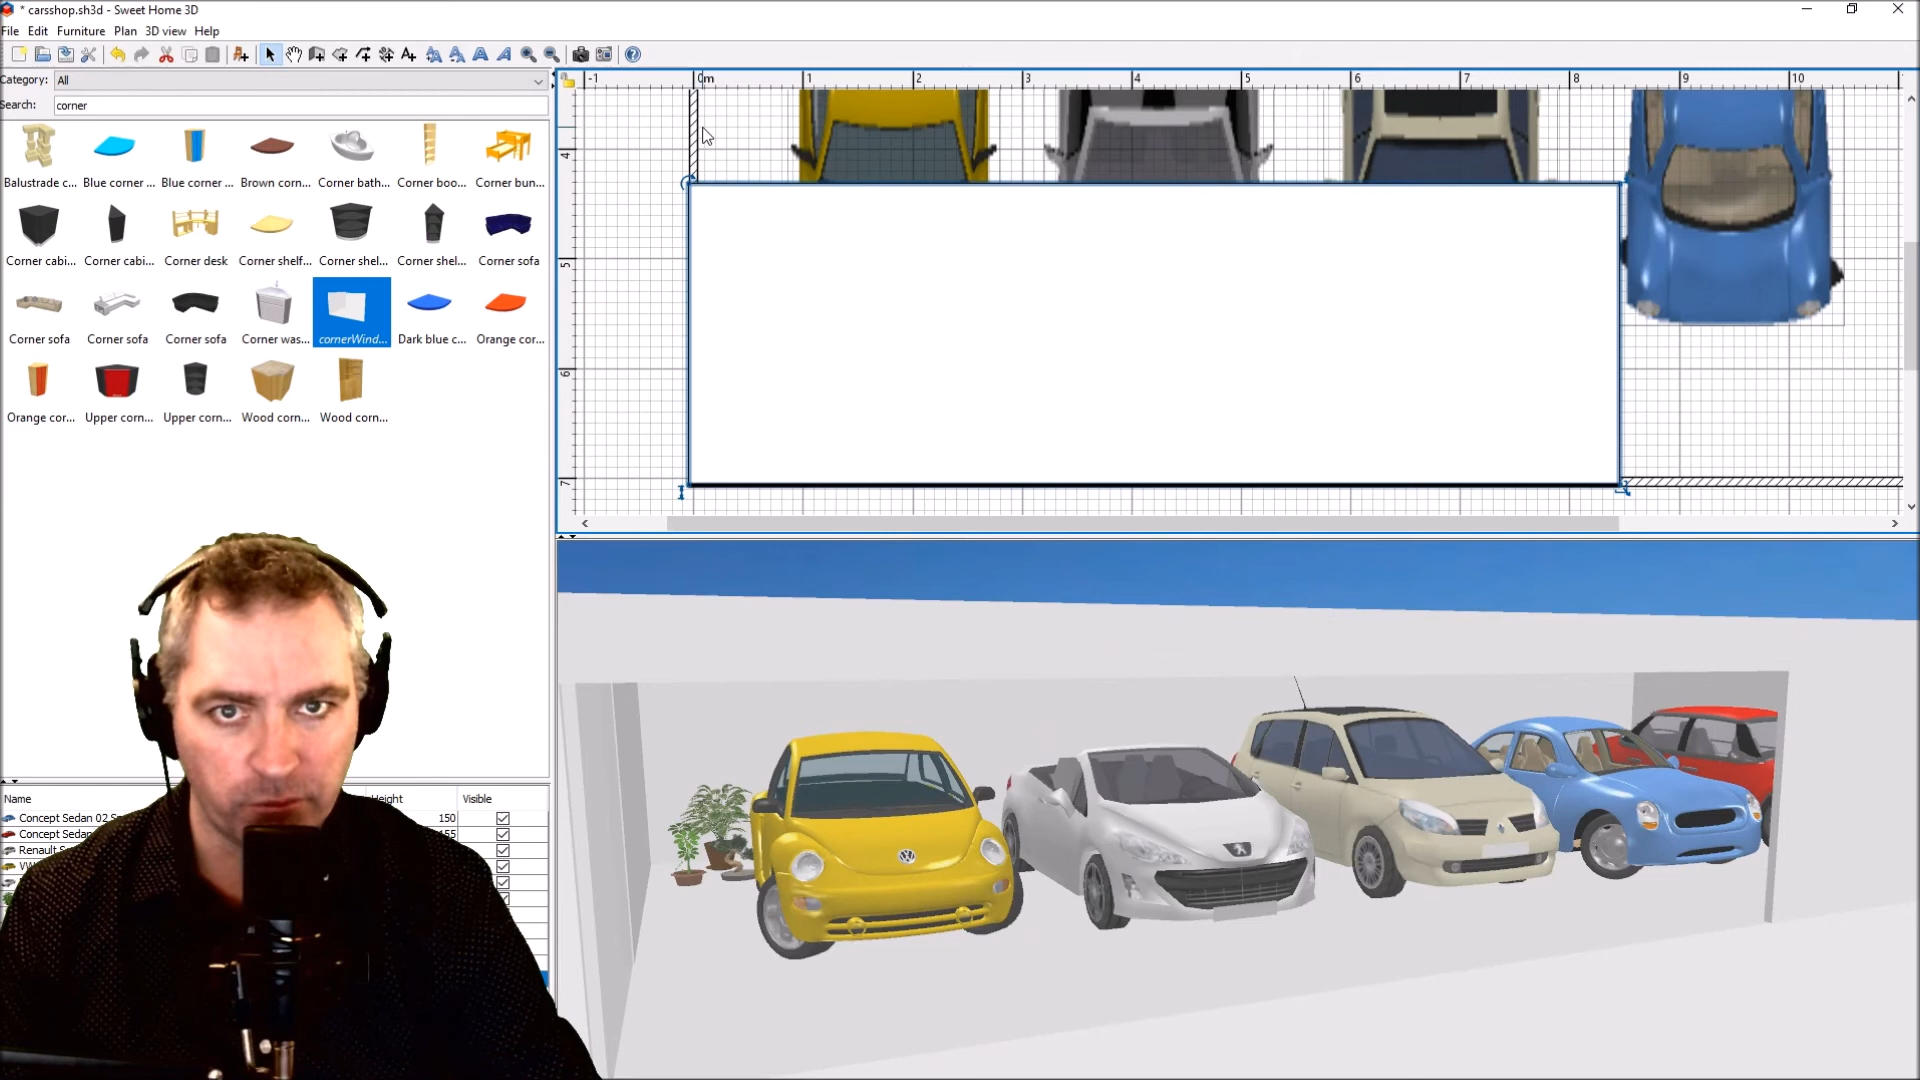 * carsshop.sh3d - Sweet Home 3D
File Edit Furniture Plan 3D view Help
Category: All
Search: corner
Balustrade c... Blue corner ... Blue corner ... Brown corn... Corner bath... Corner boo... Corner bun...
Corner cabi... Corner cabi... Corner desk Corner shelf... Corner shel... Corner shel... Corner sofa
Corner sofa Corner sofa Corner sofa Corner was... cornerWind... Dark blue c... Orange cor...
Orange cor... Upper corn... Upper corn... Wood corn... Wood corn...
-1 0m 1 2 3 4 5 6 7 8 9 10
4
5
6
7
Name Height Visible
Concept Sedan 02 150
Concept Sedan 155
Renault